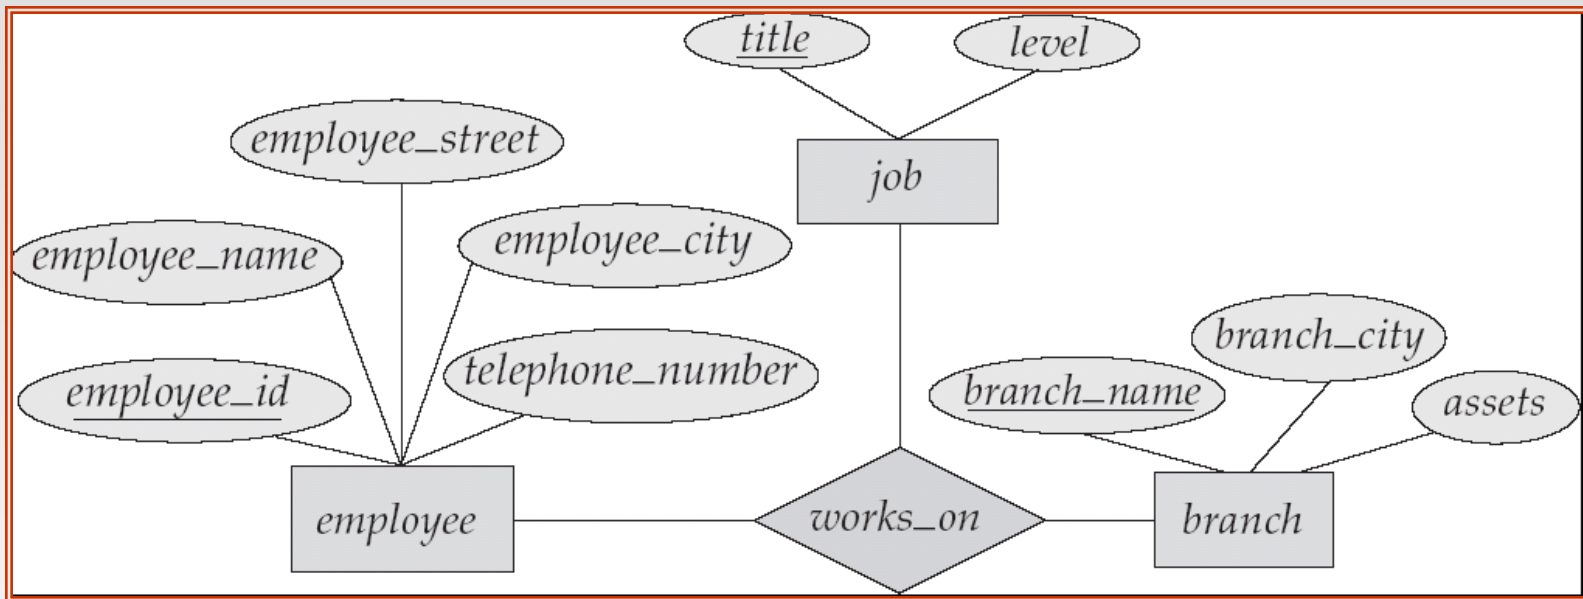 title
level
employee_street
job
employee_name
employee_city
branch_city
employee_id
telephone_number
branch_name
assets
employee
works_on
branch